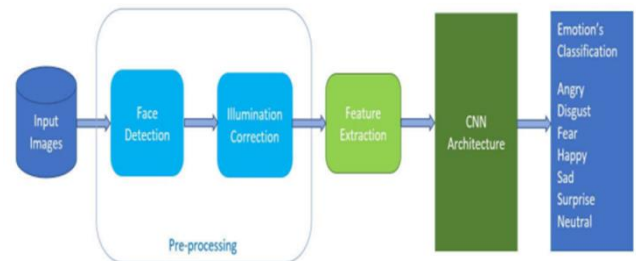 Input
Images
Face
Detection
Illumination
Correction
Pre-processing
Feature
Extraction
CNN
Architecture
Emotion's
Classification
Angry
Disgust
Fear
Happy
Sad
Surprise
Neutral